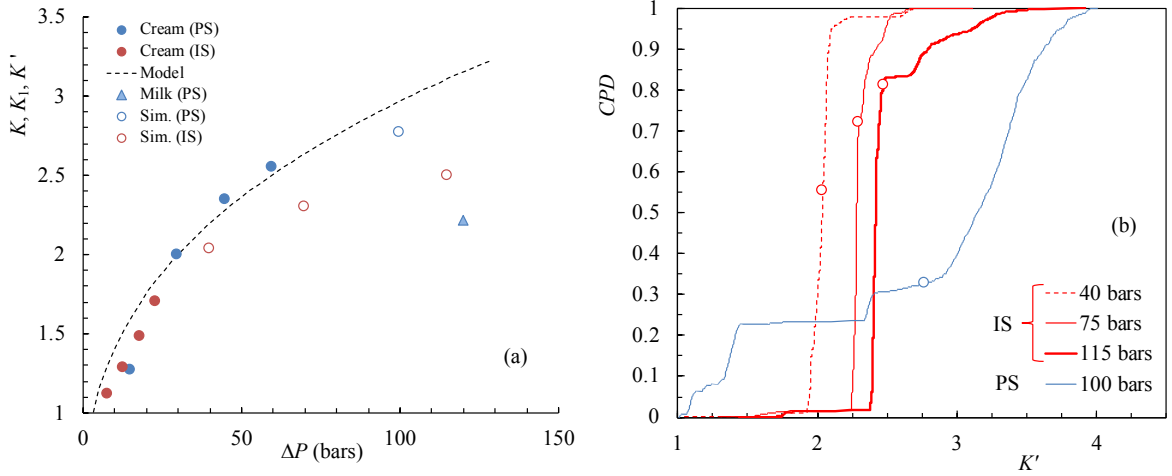 (a)
K, K₁, K'
3.5
3
2.5
2
1.5
1
Cream (PS)
Cream (IS)
Model
Milk (PS)
Sim. (PS)
Sim. (IS)
0
50
100
150
ΔP (bars)
(b)
CPD
1
0.9
0.8
0.7
0.6
0.5
0.4
0.3
0.2
0.1
0
IS
40 bars
75 bars
115 bars
PS
100 bars
1
2
3
4
K'